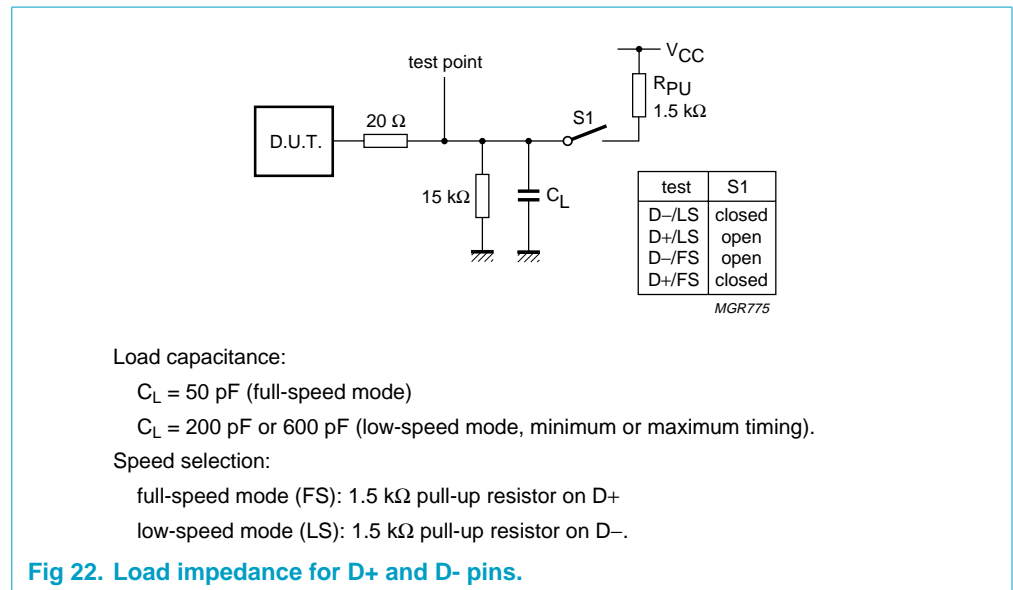 test point
V_CC
R_PU
1.5 kΩ
D.U.T.
20 Ω
S1
15 kΩ
C_L
test S1
D−/LS closed
D+/LS open
D−/FS open
D+/FS closed
MGR775
Load capacitance:
C_L = 50 pF (full-speed mode)
C_L = 200 pF or 600 pF (low-speed mode, minimum or maximum timing).
Speed selection:
full-speed mode (FS): 1.5 kΩ pull-up resistor on D+
low-speed mode (LS): 1.5 kΩ pull-up resistor on D−.
Fig 22. Load impedance for D+ and D- pins.